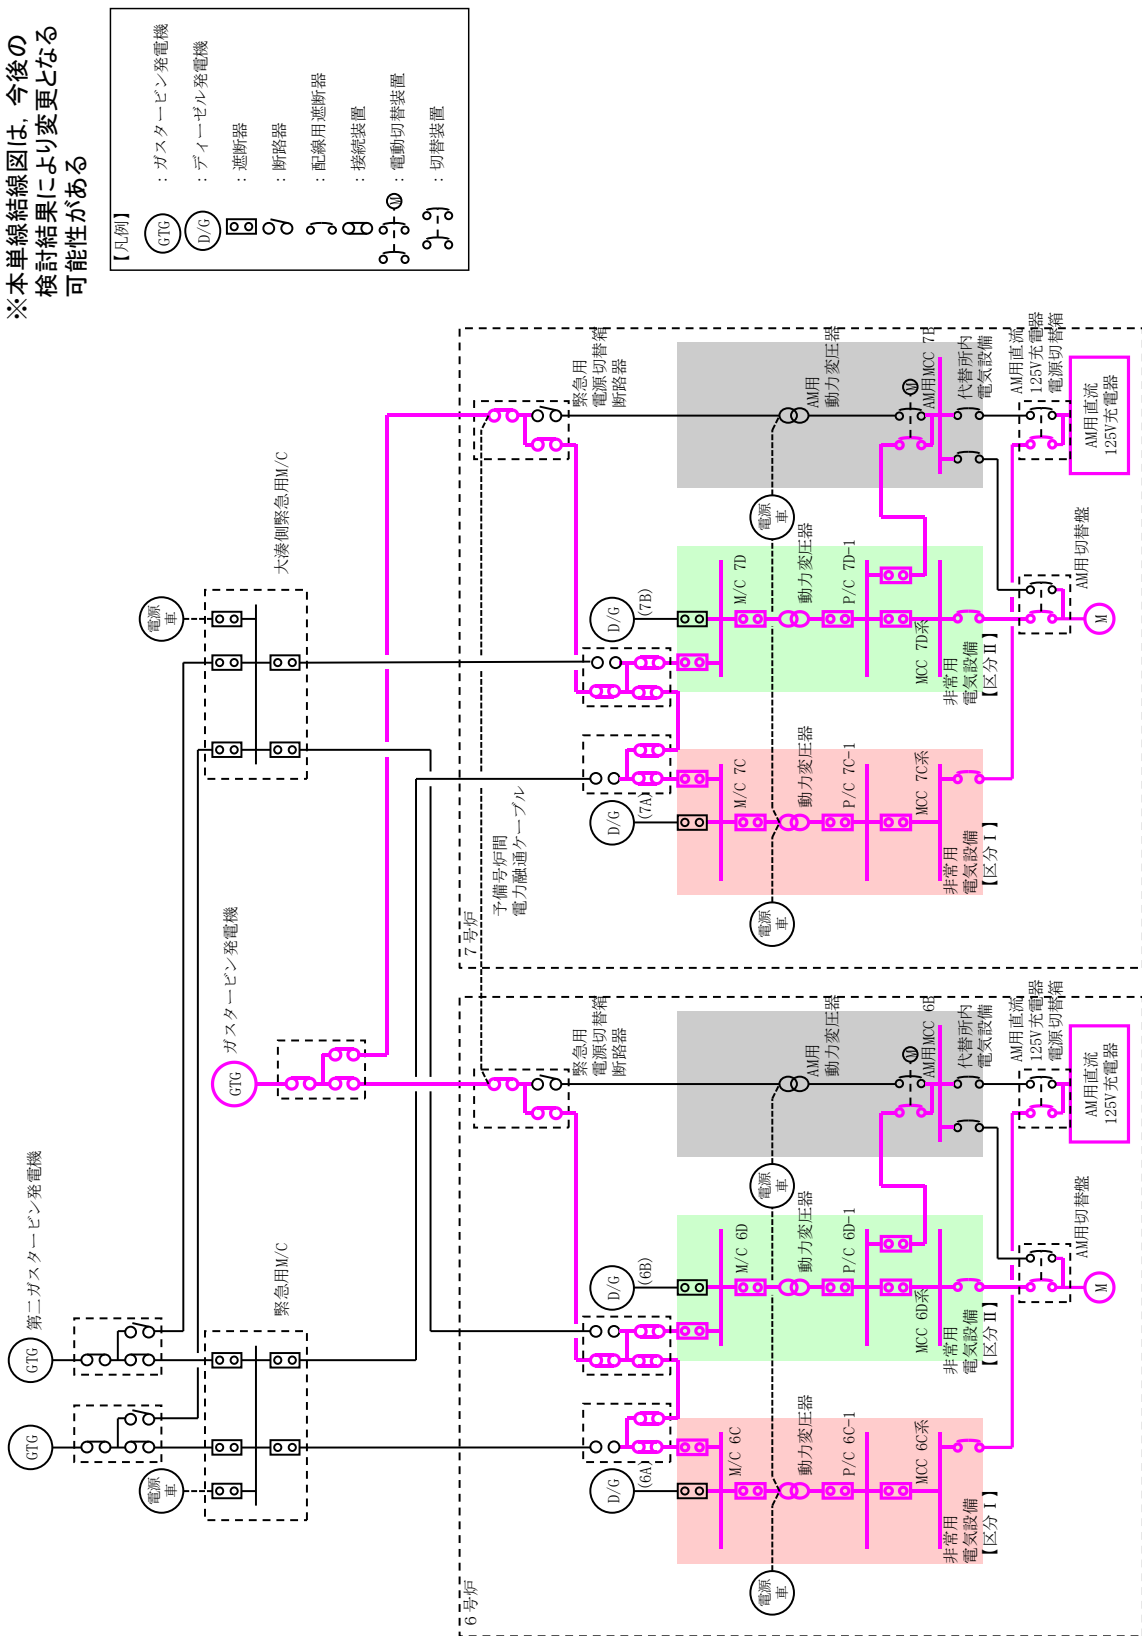 ※本単線結線図は，今後の
検討結果により変更となる
可能性がある
【凡例】
GTG
：ガスタービン発電機
D/G
：ディーゼル発電機
：遮断器
：断路器
：配線用遮断器
：接続装置
M
：電動切替装置
：切替装置
第二ガスタービン発電機
GTG
GTG
電源
車
緊急用M/C
ガスタービン発電機
GTG
電源
車
大湊側緊急用M/C
6号炉
緊急用
電源切替箱
断路器
D/G
(6A)
D/G
(6B)
M/C 6C
M/C 6D
電源
車
電源
車
動力変圧器
動力変圧器
AM用
動力変圧器
P/C 6C-1
P/C 6D-1
MCC 6C系
MCC 6D系
M
AM用MCC 6B
非常用
電気設備
【区分Ⅰ】
非常用
電気設備
【区分Ⅱ】
代替所内
電気設備
AM用直流
125V充電器
電源切替箱
AM用切替盤
M
AM用直流
125V充電器
7号炉
予備号炉間
電力融通ケーブル
緊急用
電源切替箱
断路器
D/G
(7A)
D/G
(7B)
M/C 7C
M/C 7D
電源
車
電源
車
動力変圧器
動力変圧器
AM用
動力変圧器
P/C 7C-1
P/C 7D-1
MCC 7C系
MCC 7D系
M
AM用MCC 7B
非常用
電気設備
【区分Ⅰ】
非常用
電気設備
【区分Ⅱ】
代替所内
電気設備
AM用直流
125V充電器
電源切替箱
AM用切替盤
M
AM用直流
125V充電器